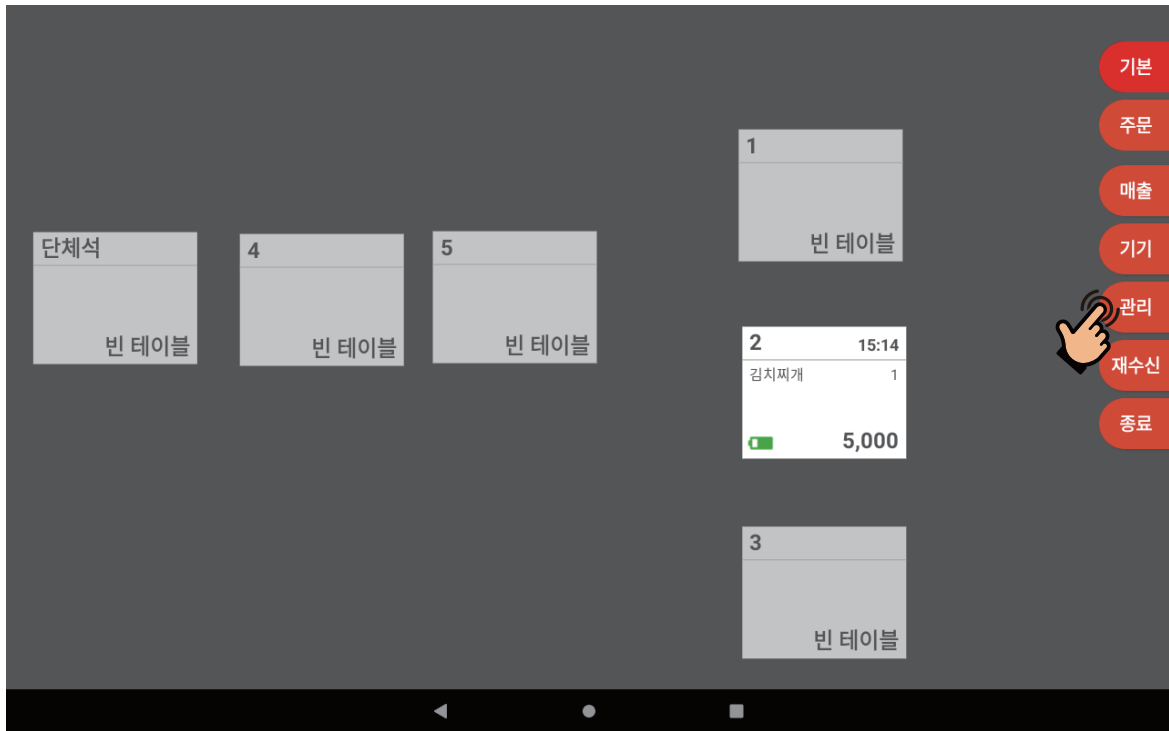 단체석
빈 테이블
4
빈 테이블
5
빈 테이블
1
빈 테이블
2 15:14
김치찌개 1
5,000
3
빈 테이블
기본
주문
매출
기기
관리
재수신
종료